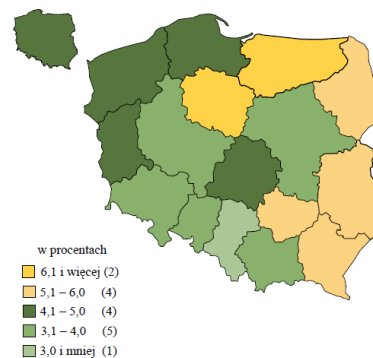 w procentach
6,1 i więcej (2)
5,1 – 6,0 (4)
4,1 – 5,0 (4)
3,1 – 4,0 (5)
3,0 i mniej (1)